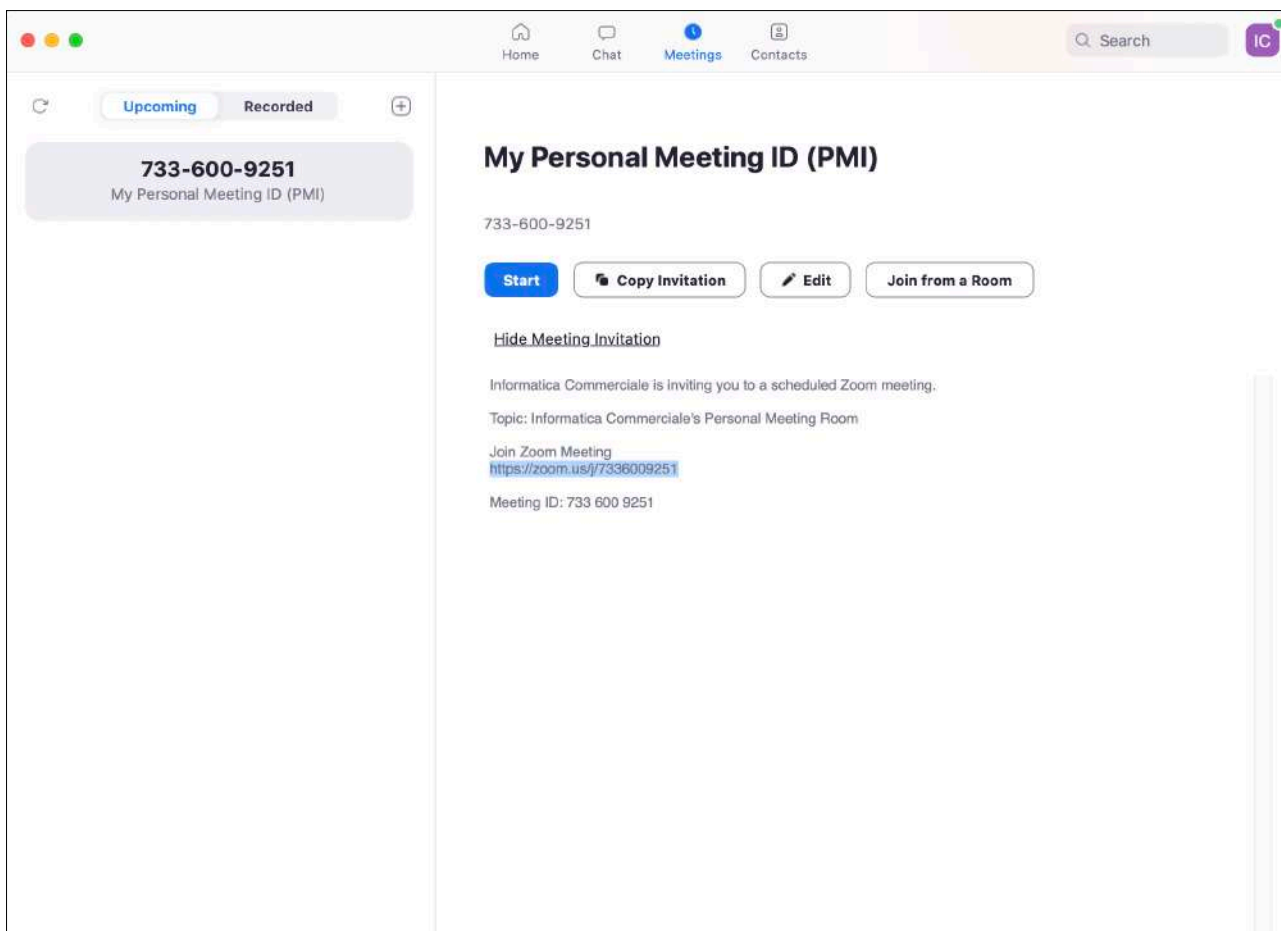 Home Chat Meetings Contacts
Search
IC
Upcoming Recorded
733-600-9251
My Personal Meeting ID (PMI)
My Personal Meeting ID (PMI)
733-600-9251
Start Copy Invitation Edit Join from a Room
Hide Meeting Invitation
Informatica Commerciale is inviting you to a scheduled Zoom meeting.
Topic: Informatica Commerciale's Personal Meeting Room
Join Zoom Meeting
https://zoom.us/j/7336009251
Meeting ID: 733 600 9251